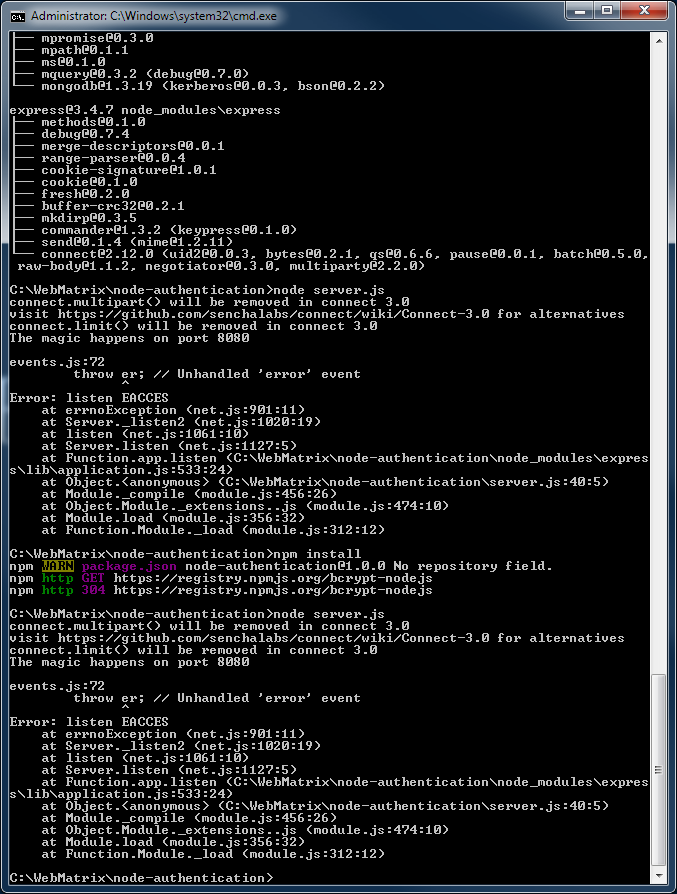 Administrator: C:\Windows\system32\cmd.exe
├── mpromise@0.3.0
├── mpath@0.1.1
├── ms@0.1.0
├── mquery@0.3.2 (debug@0.7.0)
└── mongodb@1.3.19 (kerberos@0.0.3, bson@0.2.2)
express@3.4.7 node_modules\express
├── methods@0.1.0
├── debug@0.7.4
├── merge-descriptors@0.0.1
├── range-parser@0.0.4
├── cookie-signature@1.0.1
├── cookie@0.1.0
├── fresh@0.2.0
├── buffer-crc32@0.2.1
├── mkdirp@0.3.5
├── commander@1.3.2 (keypress@0.1.0)
├── send@0.1.4 (mime@1.2.11)
└── connect@2.12.0 (uid2@0.0.3, bytes@0.2.1, qs@0.6.6, pause@0.0.1, batch@0.5.0,
 raw-body@1.1.2, negotiator@0.3.0, multiparty@2.2.0)
C:\WebMatrix\node-authentication>node server.js
connect.multipart() will be removed in connect 3.0
visit https://github.com/senchalabs/connect/wiki/Connect-3.0 for alternatives
connect.limit() will be removed in connect 3.0
The magic happens on port 8080
events.js:72
        throw er; // Unhandled 'error' event
              ^
Error: listen EACCES
    at errnoException (net.js:901:11)
    at Server._listen2 (net.js:1020:19)
    at listen (net.js:1061:10)
    at Server.listen (net.js:1127:5)
    at Function.app.listen (C:\WebMatrix\node-authentication\node_modules\expres
s\lib\application.js:533:24)
    at Object.<anonymous> (C:\WebMatrix\node-authentication\server.js:40:5)
    at Module._compile (module.js:456:26)
    at Object.Module._extensions..js (module.js:474:10)
    at Module.load (module.js:356:32)
    at Function.Module._load (module.js:312:12)
C:\WebMatrix\node-authentication>npm install
npm WARN package.json node-authentication@1.0.0 No repository field.
npm http GET https://registry.npmjs.org/bcrypt-nodejs
npm http 304 https://registry.npmjs.org/bcrypt-nodejs
C:\WebMatrix\node-authentication>node server.js
connect.multipart() will be removed in connect 3.0
visit https://github.com/senchalabs/connect/wiki/Connect-3.0 for alternatives
connect.limit() will be removed in connect 3.0
The magic happens on port 8080
events.js:72
        throw er; // Unhandled 'error' event
              ^
Error: listen EACCES
    at errnoException (net.js:901:11)
    at Server._listen2 (net.js:1020:19)
    at listen (net.js:1061:10)
    at Server.listen (net.js:1127:5)
    at Function.app.listen (C:\WebMatrix\node-authentication\node_modules\expres
s\lib\application.js:533:24)
    at Object.<anonymous> (C:\WebMatrix\node-authentication\server.js:40:5)
    at Module._compile (module.js:456:26)
    at Object.Module._extensions..js (module.js:474:10)
    at Module.load (module.js:356:32)
    at Function.Module._load (module.js:312:12)
C:\WebMatrix\node-authentication>